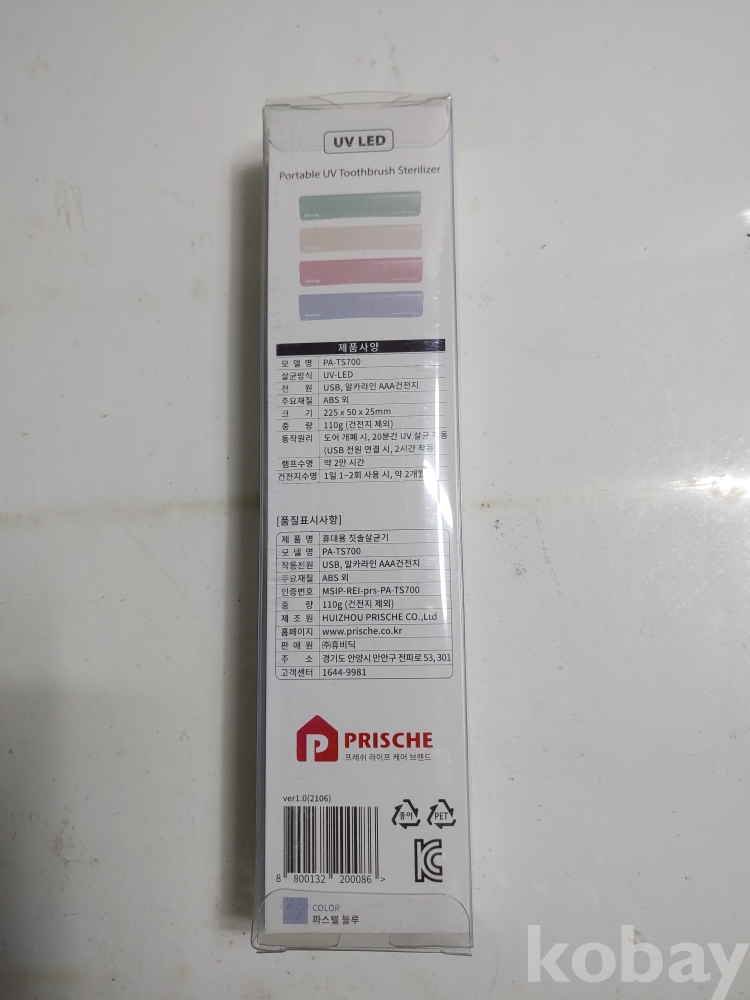 UV LED
Portable UV Toothbrush Sterilizer
제품사양
모델명 PA-TS700
살균방식 UV-LED
전원 USB, 알카라인 AAA건전지
주요재질 ABS 외
크기 225 x 50 x 25mm
중량 110g (건전지 제외)
동작원리 도어 개폐 시, 20분간 UV 살균
(USB 전원 연결 시, 2시간
램프수명 약 2만 시간
건전지수명 1일 1~2회 사용 시, 약 2개월
[품질표시사항]
제품명 휴대용 칫솔살균기
모델명 PA-TS700
작동전원 USB, 알카라인 AAA건전지
주요재질 ABS 외
인증번호 MSIP-REI-prs-PA-TS700
중량 110g (건전지 제외)
제조원 HUIZHOU PRISCHE CO.,Ltd
홈페이지 www.prische.co.kr
판매원 ㈜휴비딕
주소 경기도 안양시 만안구 전파로 53, 301
고객센터 1644-9981
PRISCHE
프레쉬 라이프 케어 브랜드
ver1.0(2106)
종이 PET
8 800132 200086 >
COLOR
파스텔 블루
kobay